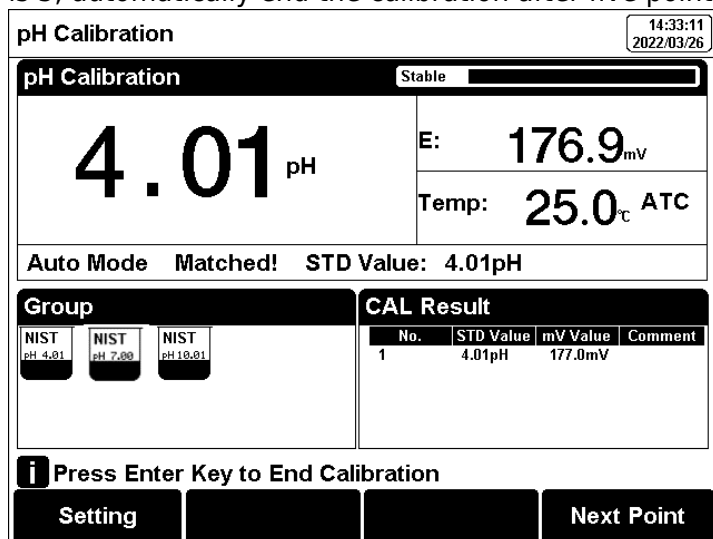 pH Calibration
14:33:11
2022/03/26
pH Calibration
Stable
4.01 pH
E: 176.9 mV
Temp: 25.0 ℃ ATC
Auto Mode Matched! STD Value: 4.01pH
Group
NIST pH 4.01
NIST pH 7.00
NIST pH 10.01
CAL Result
No. STD Value mV Value Comment
1 4.01pH 177.0mV
i Press Enter Key to End Calibration
Setting
Next Point